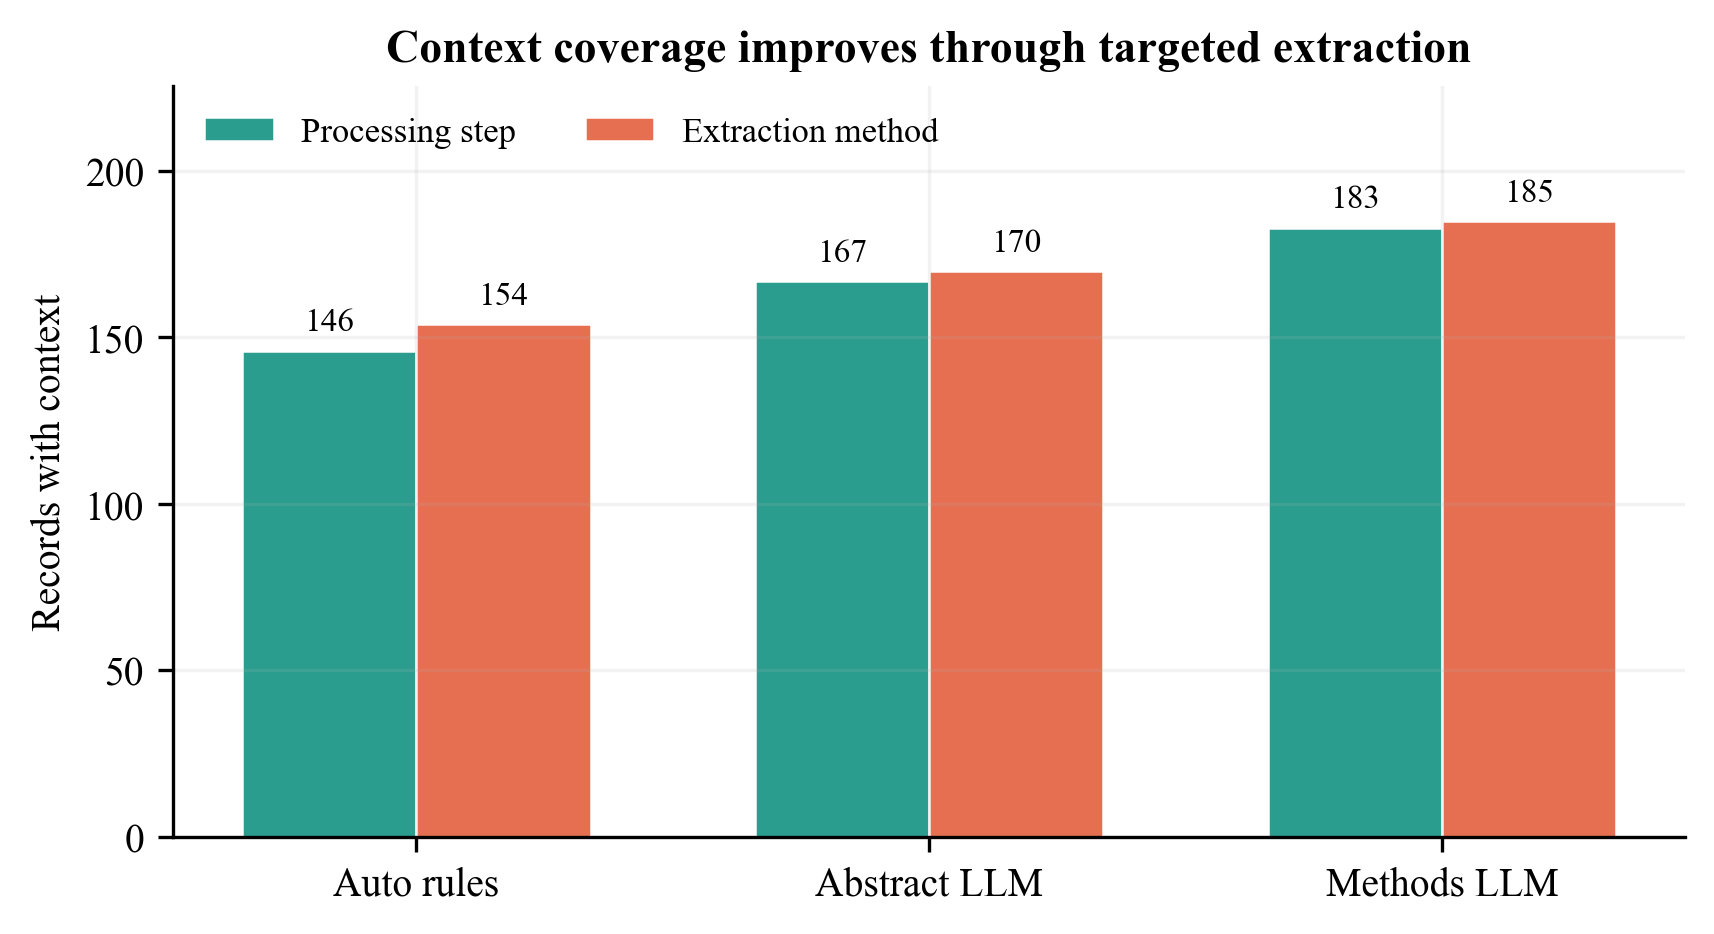 Context coverage improves through targeted extraction
Processing step
Extraction method
Records with context
200
150
100
50
0
146
154
167
170
183
185
Auto rules
Abstract LLM
Methods LLM